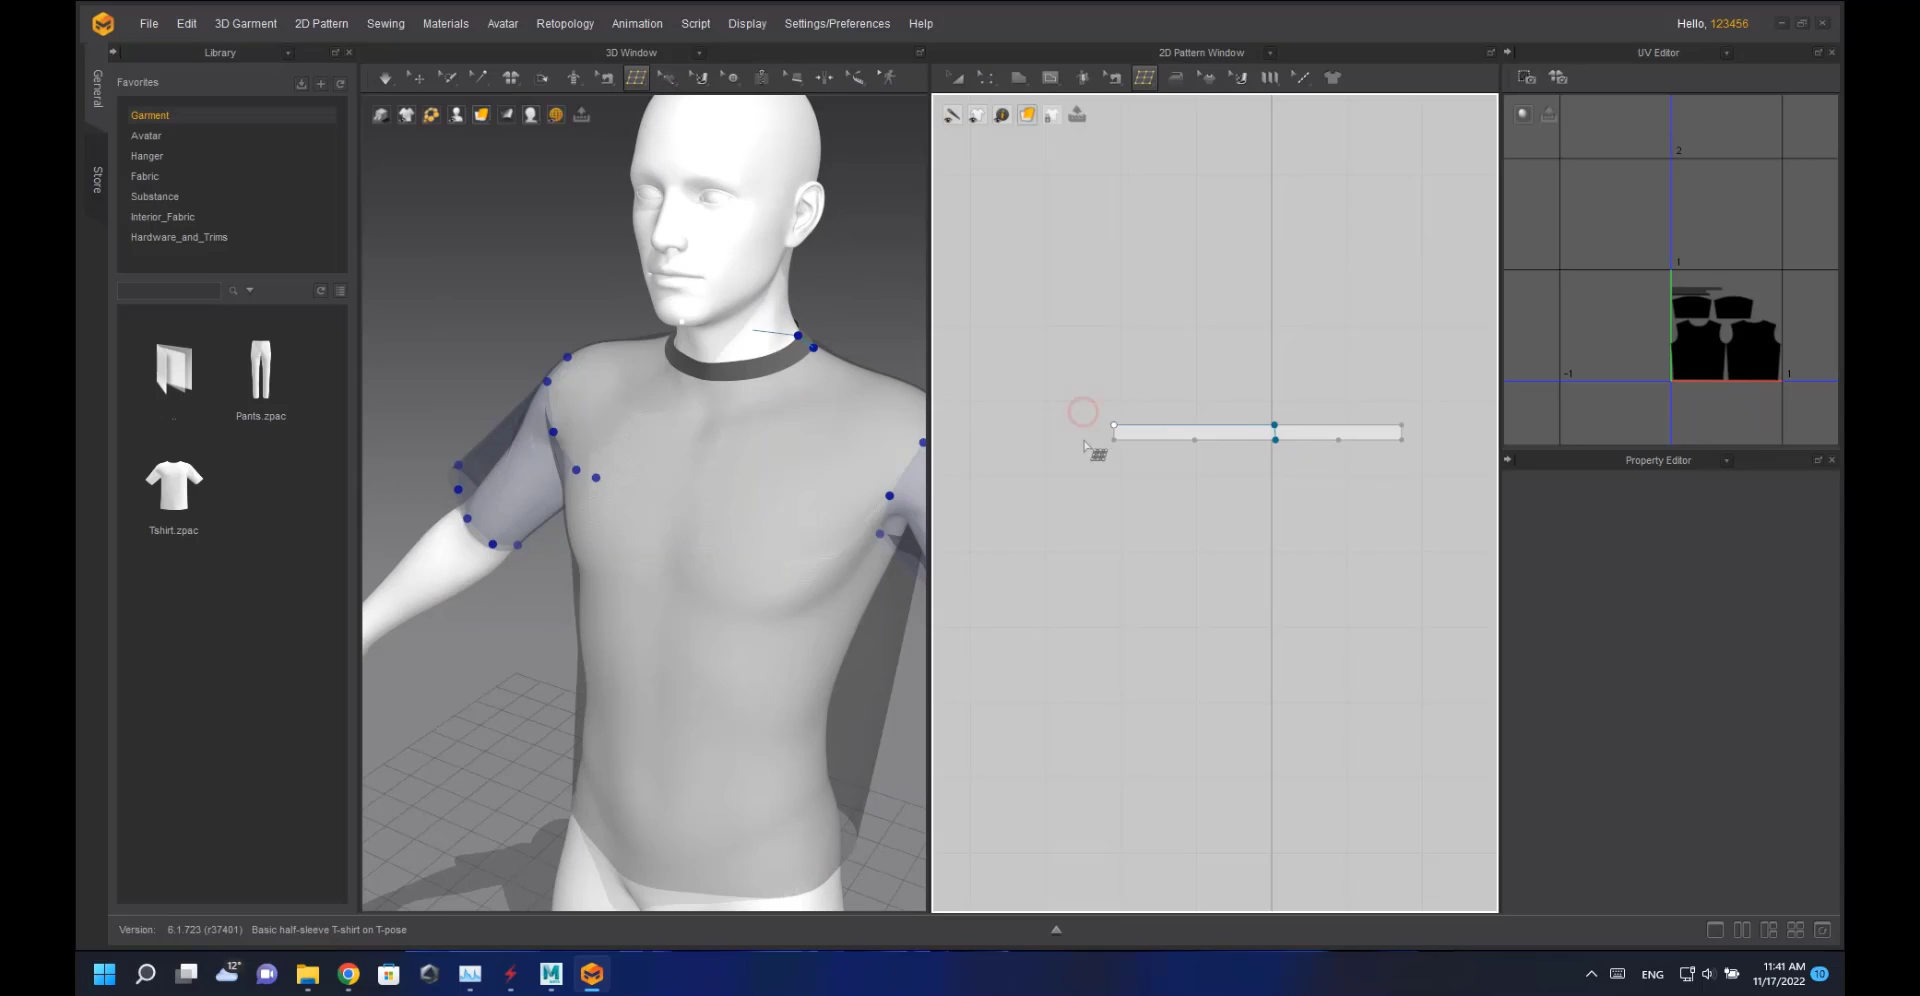 File Edit 3D Garment 2D Pattern Sewing Materials Avatar Retopology Animation Script Display Settings/Preferences Help
Hello, 123456
Library
3D Window
2D Pattern Window
UV Editor
General
Store
Favorites
Garment
Avatar
Hanger
Fabric
Substance
Interior_Fabric
Hardware_and_Trims
..
Pants.zpac
Tshirt.zpac
2
1
-1
1
Property Editor
Version: 6.1.723 (r37401) Basic half-sleeve T-shirt on T-pose
12°
ENG
11:41 AM
11/17/2022
10